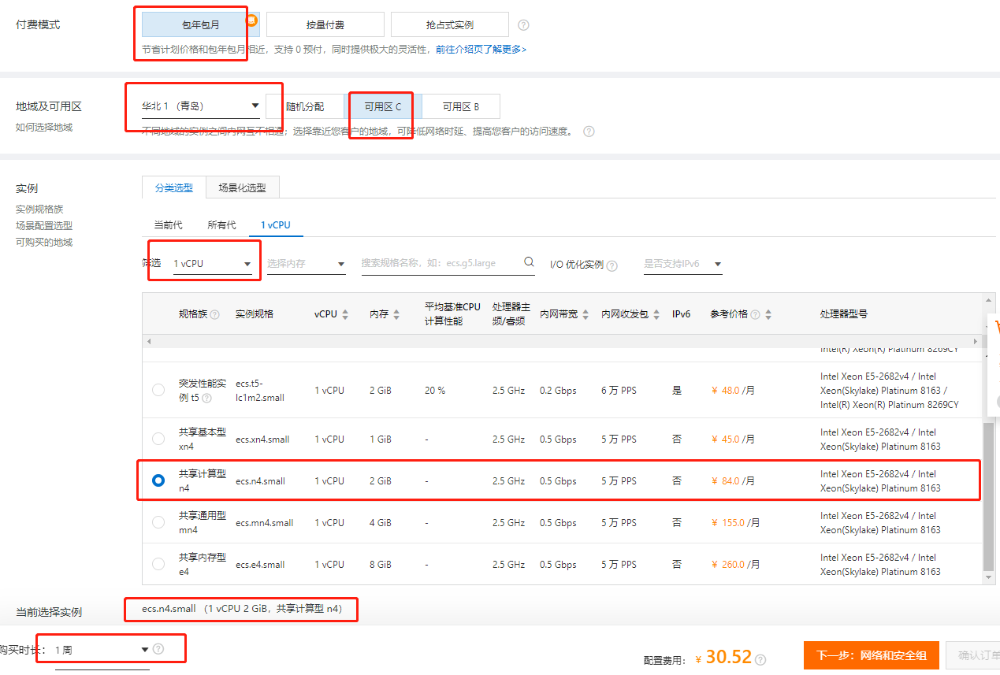 付费模式
包年包月 按量付费 抢占式实例
节省计划价格和包年包月相近，支持 0 预付，同时提供极大的灵活性，前往介绍页了解更多>
地域及可用区
华北 1 （青岛） 随机分配 可用区 C 可用区 B
如何选择地域
不同地域的实例之间内网互不相通；选择靠近您客户的地域，可降低网络时延、提高您客户的访问速度。
实例
实例规格族
场景配置选型
可购买的地域
分类选型 场景化选型
当前代 所有代 1 vCPU
筛选 1 vCPU 选择内存 搜索规格名称，如：ecs.g5.large I/O 优化实例 是否支持IPv6
规格族 实例规格 vCPU 内存 平均基准CPU 计算性能 处理器主频/睿频 内网带宽 内网收发包 IPv6 参考价格 处理器型号
Intel(R) Xeon(R) Platinum 8269CY
突发性能实例 t5 ecs.t5-lc1m2.small 1 vCPU 2 GiB 20 % 2.5 GHz 0.2 Gbps 6 万 PPS 是 ¥ 48.0 /月 Intel Xeon E5-2682v4 / Intel Xeon(Skylake) Platinum 8163 / Intel(R) Xeon(R) Platinum 8269CY
共享基本型 xn4 ecs.xn4.small 1 vCPU 1 GiB - 2.5 GHz 0.5 Gbps 5 万 PPS 否 ¥ 45.0 /月 Intel Xeon E5-2682v4 / Intel Xeon(Skylake) Platinum 8163
共享计算型 n4 ecs.n4.small 1 vCPU 2 GiB - 2.5 GHz 0.5 Gbps 5 万 PPS 否 ¥ 84.0 /月 Intel Xeon E5-2682v4 / Intel Xeon(Skylake) Platinum 8163
共享通用型 mn4 ecs.mn4.small 1 vCPU 4 GiB - 2.5 GHz 0.5 Gbps 5 万 PPS 否 ¥ 155.0 /月 Intel Xeon E5-2682v4 / Intel Xeon(Skylake) Platinum 8163
共享内存型 e4 ecs.e4.small 1 vCPU 8 GiB - 2.5 GHz 0.5 Gbps 5 万 PPS 否 ¥ 260.0 /月 Intel Xeon E5-2682v4 / Intel Xeon(Skylake) Platinum 8163
当前选择实例 ecs.n4.small （1 vCPU 2 GiB，共享计算型 n4）
购买时长： 1 周
配置费用： ¥ 30.52
下一步：网络和安全组 确认订单